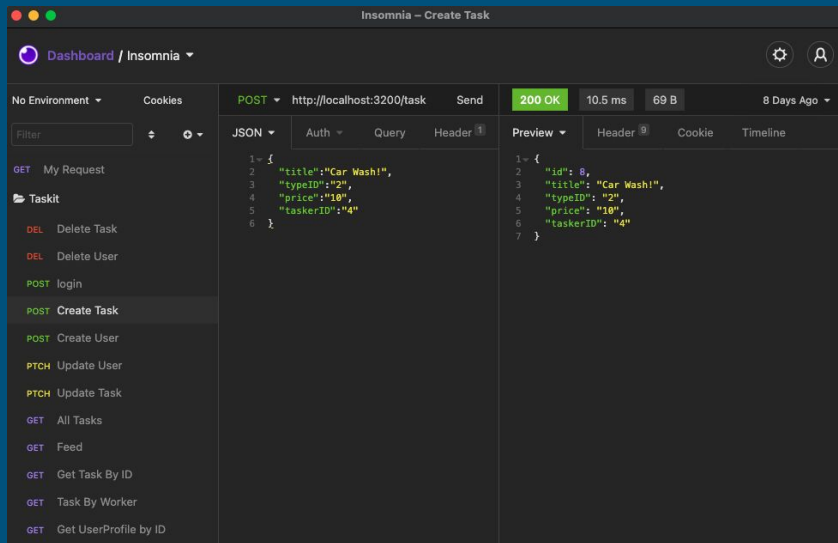 Insomnia – Create Task
Dashboard / Insomnia
No Environment
Cookies
Filter
GET My Request
Taskit
DEL Delete Task
DEL Delete User
POST login
POST Create Task
POST Create User
PTCH Update User
PTCH Update Task
GET All Tasks
GET Feed
GET Get Task By ID
GET Task By Worker
GET Get UserProfile by ID
POST http://localhost:3200/task Send
JSON Auth Query Header 1
1 {
2 "title":"Car Wash!",
3 "typeID":"2",
4 "price":"10",
5 "taskerID":"4"
6 }
200 OK 10.5 ms 69 B 8 Days Ago
Preview Header 9 Cookie Timeline
1 {
2 "id": 8,
3 "title": "Car Wash!",
4 "typeID": "2",
5 "price": "10",
6 "taskerID": "4"
7 }